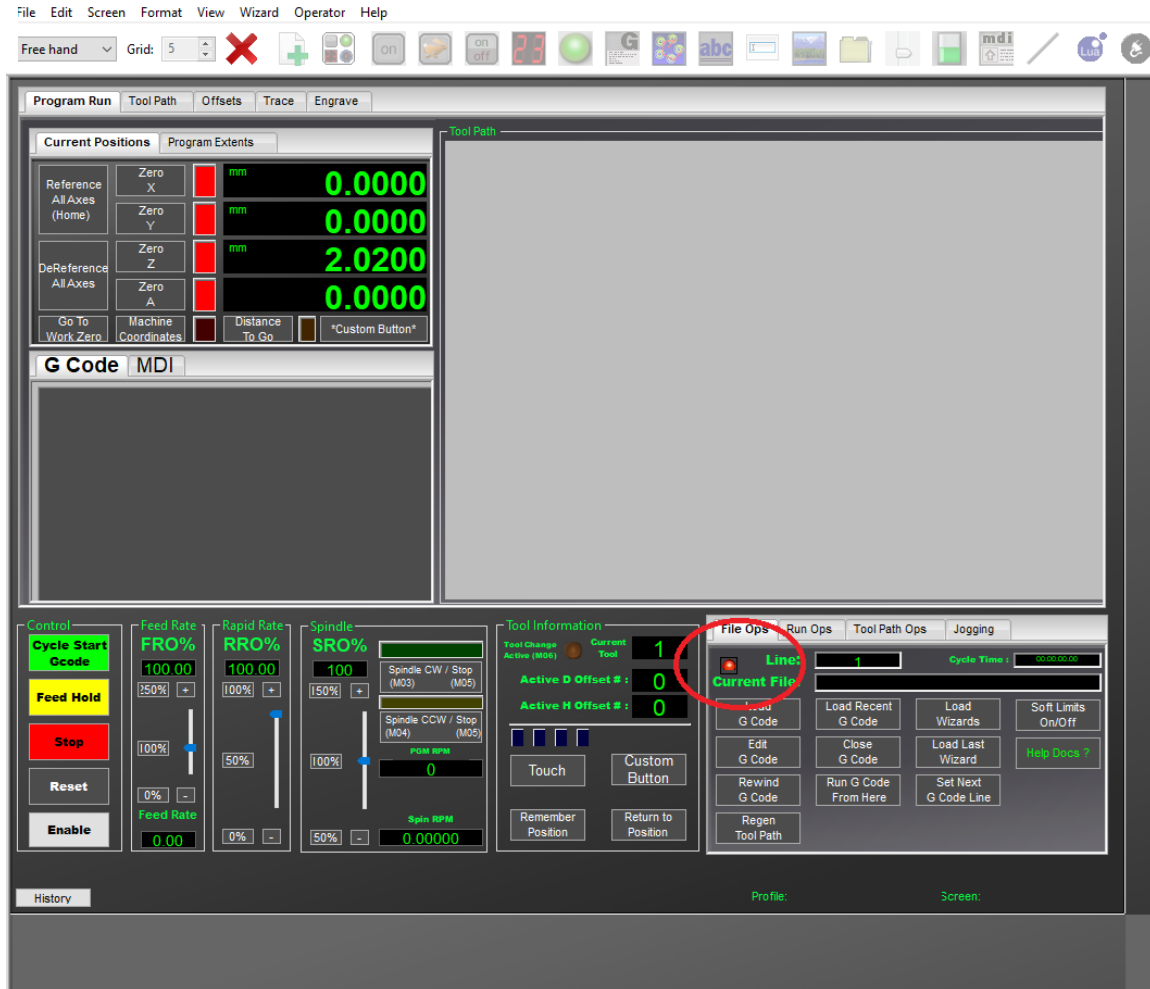 File Edit Screen Format View Wizard Operator Help
Free hand Grid: 5
on
on
off
23
G
abc
mdi
Lua
Program Run Tool Path Offsets Trace Engrave
Current Positions Program Extents
Reference
All Axes
(Home)
Zero
X
mm 0.0000
Zero
Y
mm 0.0000
DeReference
All Axes
Zero
Z
mm 2.0200
Zero
A
0.0000
Go To
Work Zero
Machine
Coordinates
Distance
To Go
*Custom Button*
G Code MDI
Tool Path
Control
Cycle Start
Gcode
Feed Hold
Stop
Reset
Enable
Feed Rate
FRO%
100.00
250% +
100%
0% -
Feed Rate
0.00
Rapid Rate
RRO%
100.00
100% +
50%
0% -
Spindle
SRO%
100
150% +
100%
50% -
Spindle CW / Stop
(M03) (M05)
Spindle CCW / Stop
(M04) (M05)
PGM RPM
0
Spin RPM
0.00000
Tool Information
Tool Change
Active (M06)
Current
Tool
1
Active D Offset # : 0
Active H Offset # : 0
Touch
Custom
Button
Remember
Position
Return to
Position
File Ops Run Ops Tool Path Ops Jogging
Line: 1 Cycle Time : 00:00:00.00
Current File:
Load
G Code
Load Recent
G Code
Load
Wizards
Soft Limits
On/Off
Edit
G Code
Close
G Code
Load Last
Wizard
Help Docs ?
Rewind
G Code
Run G Code
From Here
Set Next
G Code Line
Regen
Tool Path
History
Profile: Screen: